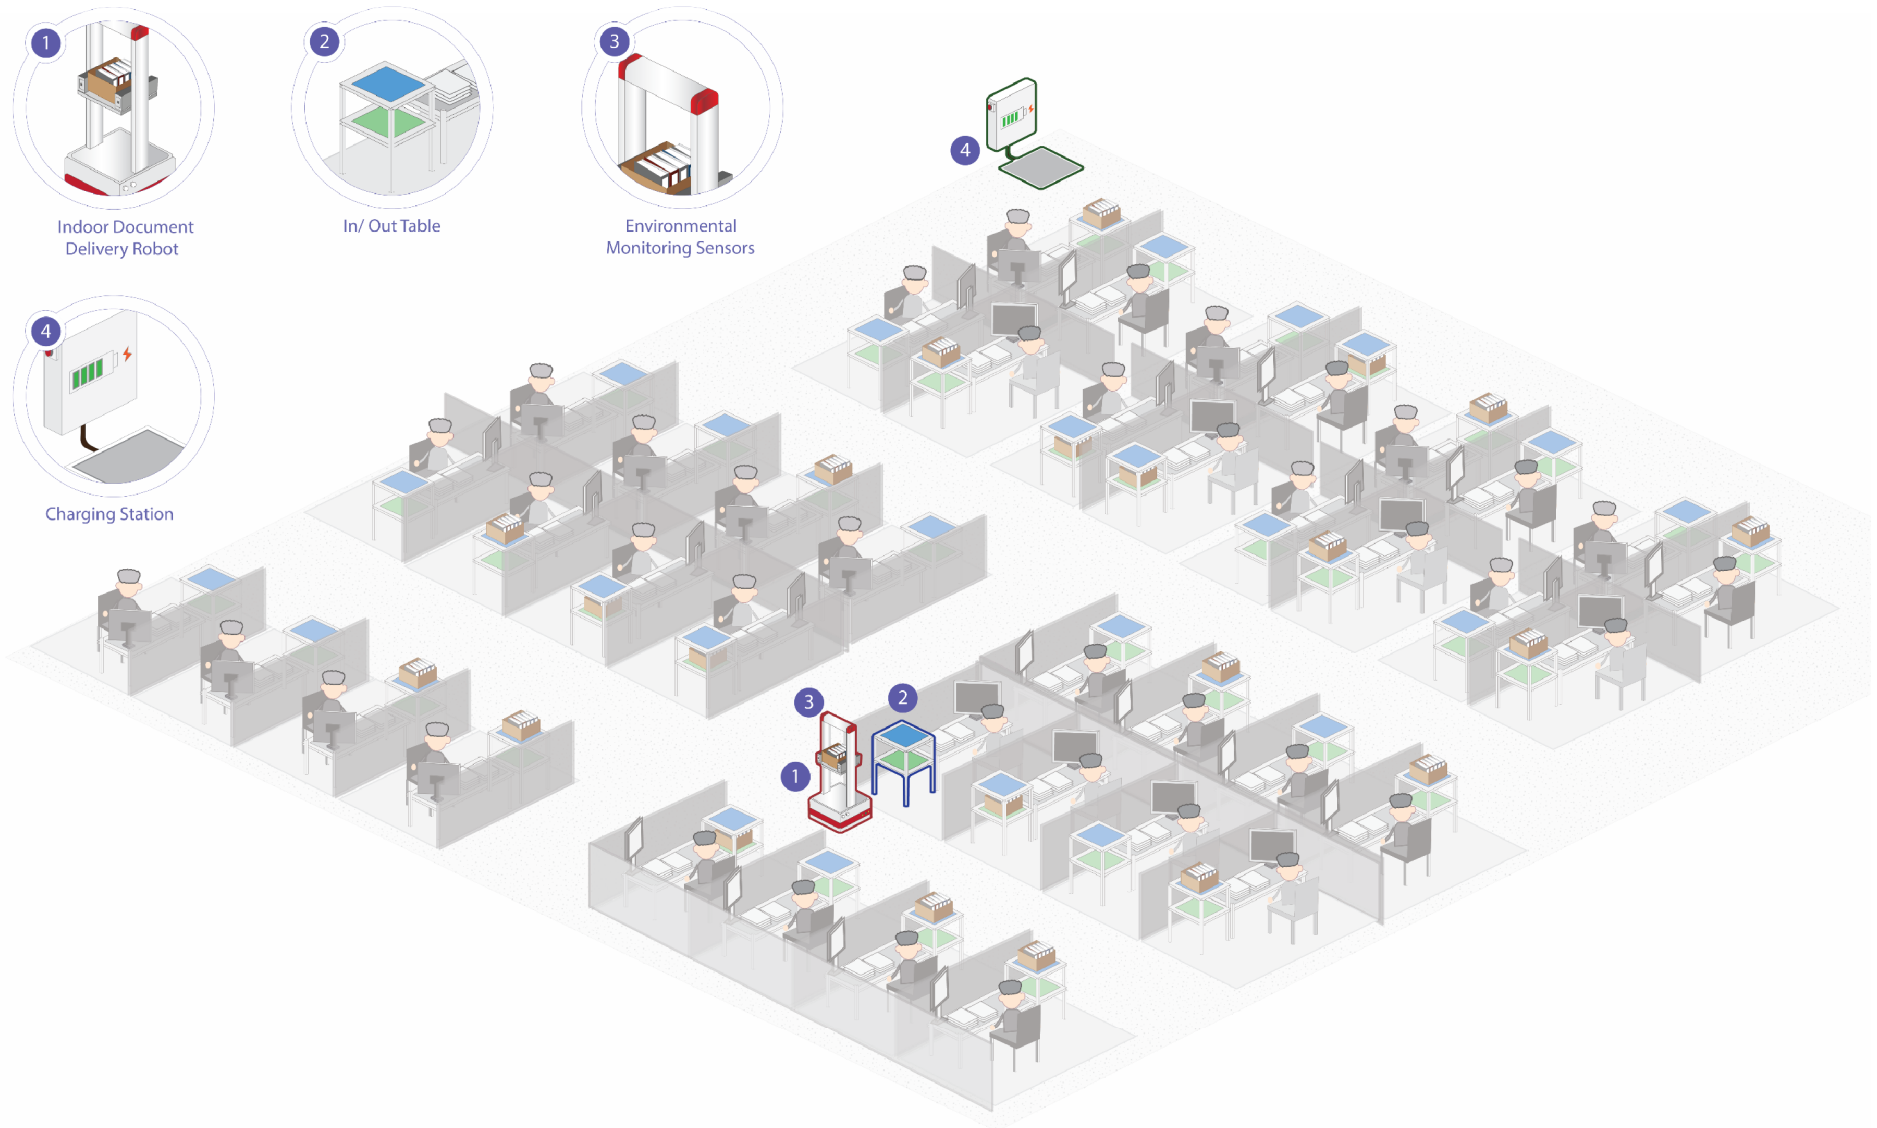 1
Indoor Document
Delivery Robot
2
In/ Out Table
3
Environmental
Monitoring Sensors
4
Charging Station
4
3
2
1